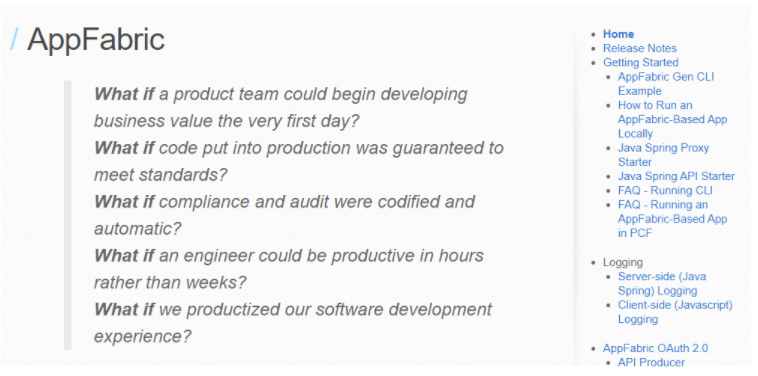 / AppFabric
What if a product team could begin developing
business value the very first day?
What if code put into production was guaranteed to
meet standards?
What if compliance and audit were codified and
automatic?
What if an engineer could be productive in hours
rather than weeks?
What if we productized our software development
experience?
Home
Release Notes
Getting Started
AppFabric Gen CLI
Example
How to Run an
AppFabric-Based App
Locally
Java Spring Proxy
Starter
Java Spring API Starter
FAQ - Running CLI
FAQ - Running an
AppFabric-Based App
in PCF
Logging
Server-side (Java
Spring) Logging
Client-side (Javascript)
Logging
AppFabric OAuth 2.0
API Producer